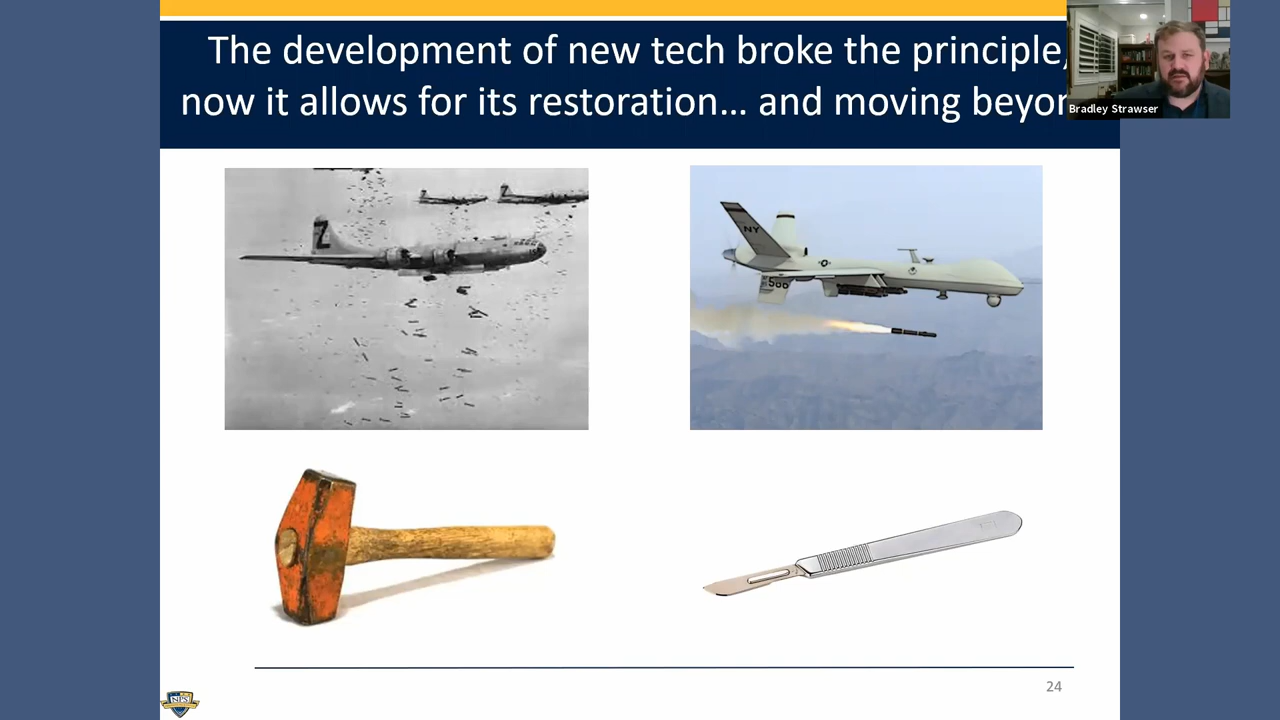 The development of new tech broke the principle,
now it allows for its restoration… and moving beyon
Bradley Strawser
Z
Z
Z
NY
24
NPS